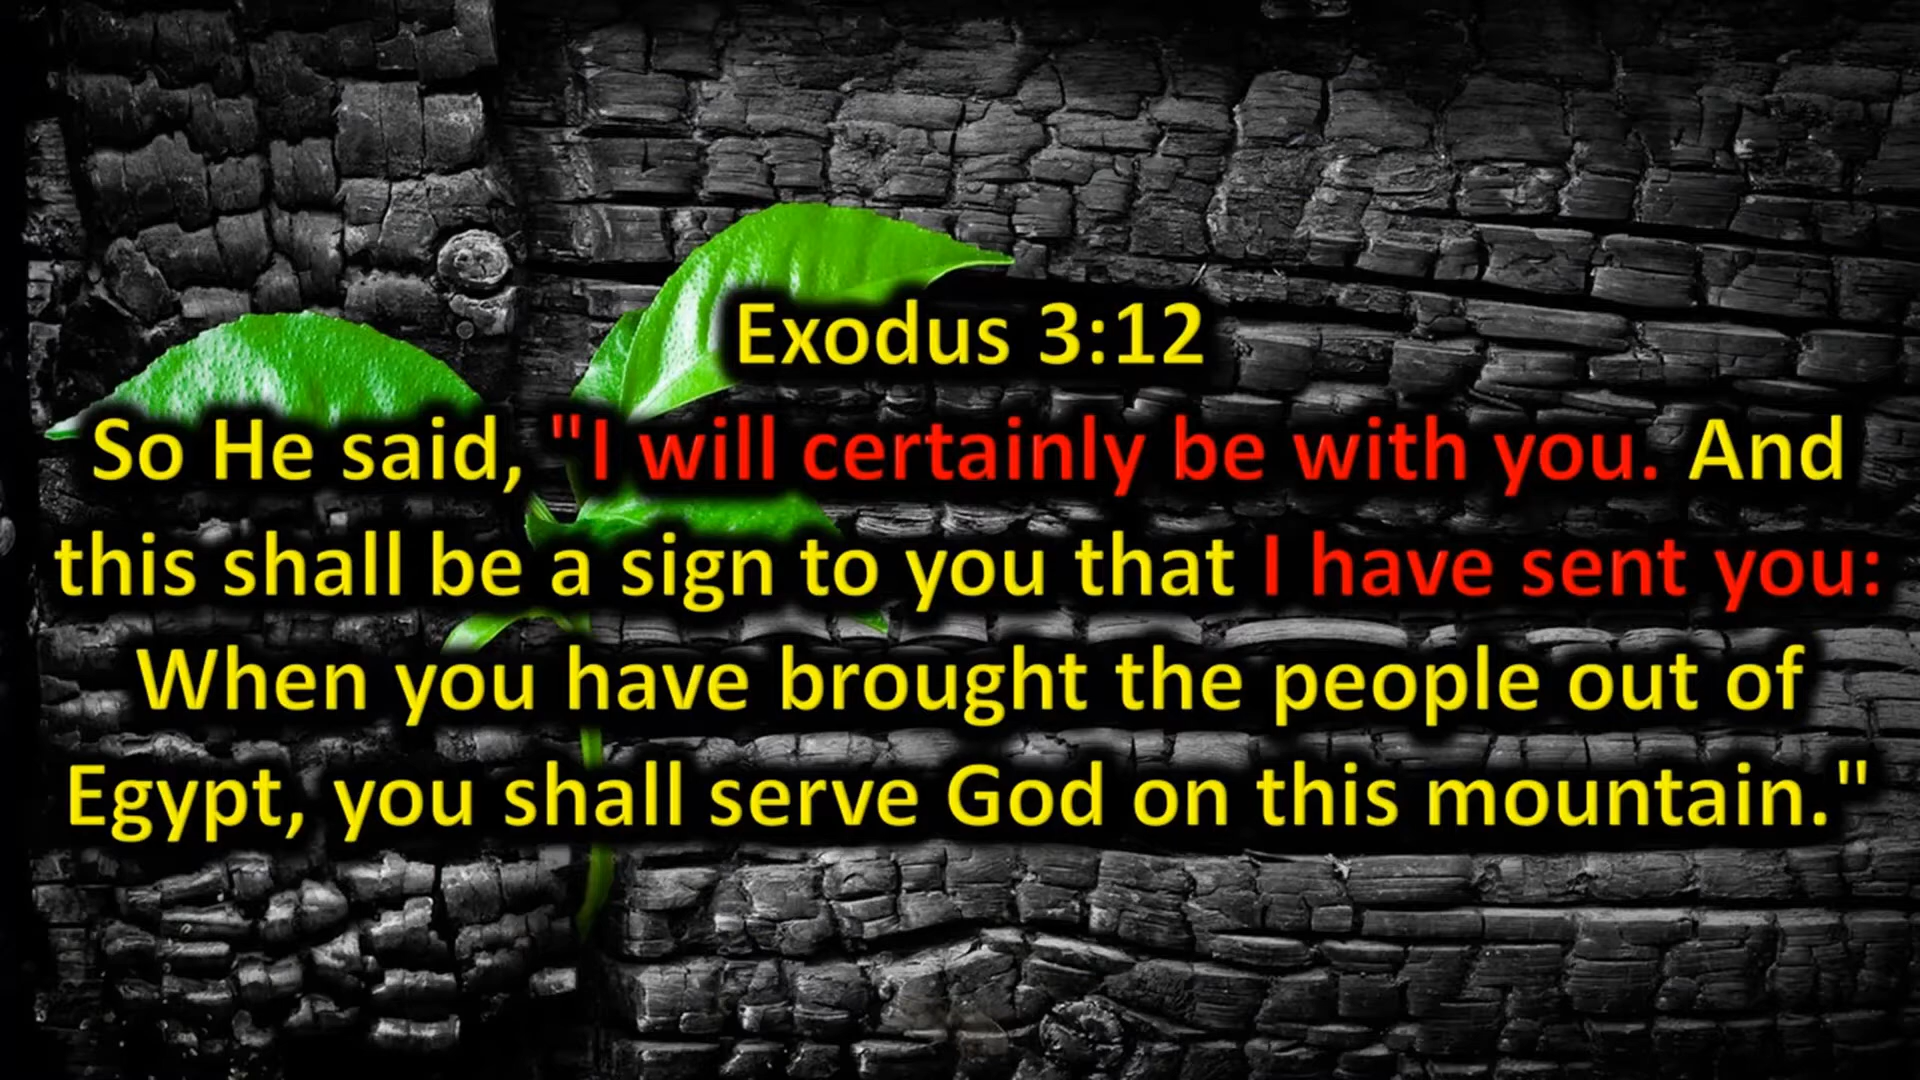 Exodus 3:12
So He said, "I will certainly be with you. And
this shall be a sign to you that I have sent you:
When you have brought the people out of
Egypt, you shall serve God on this mountain."